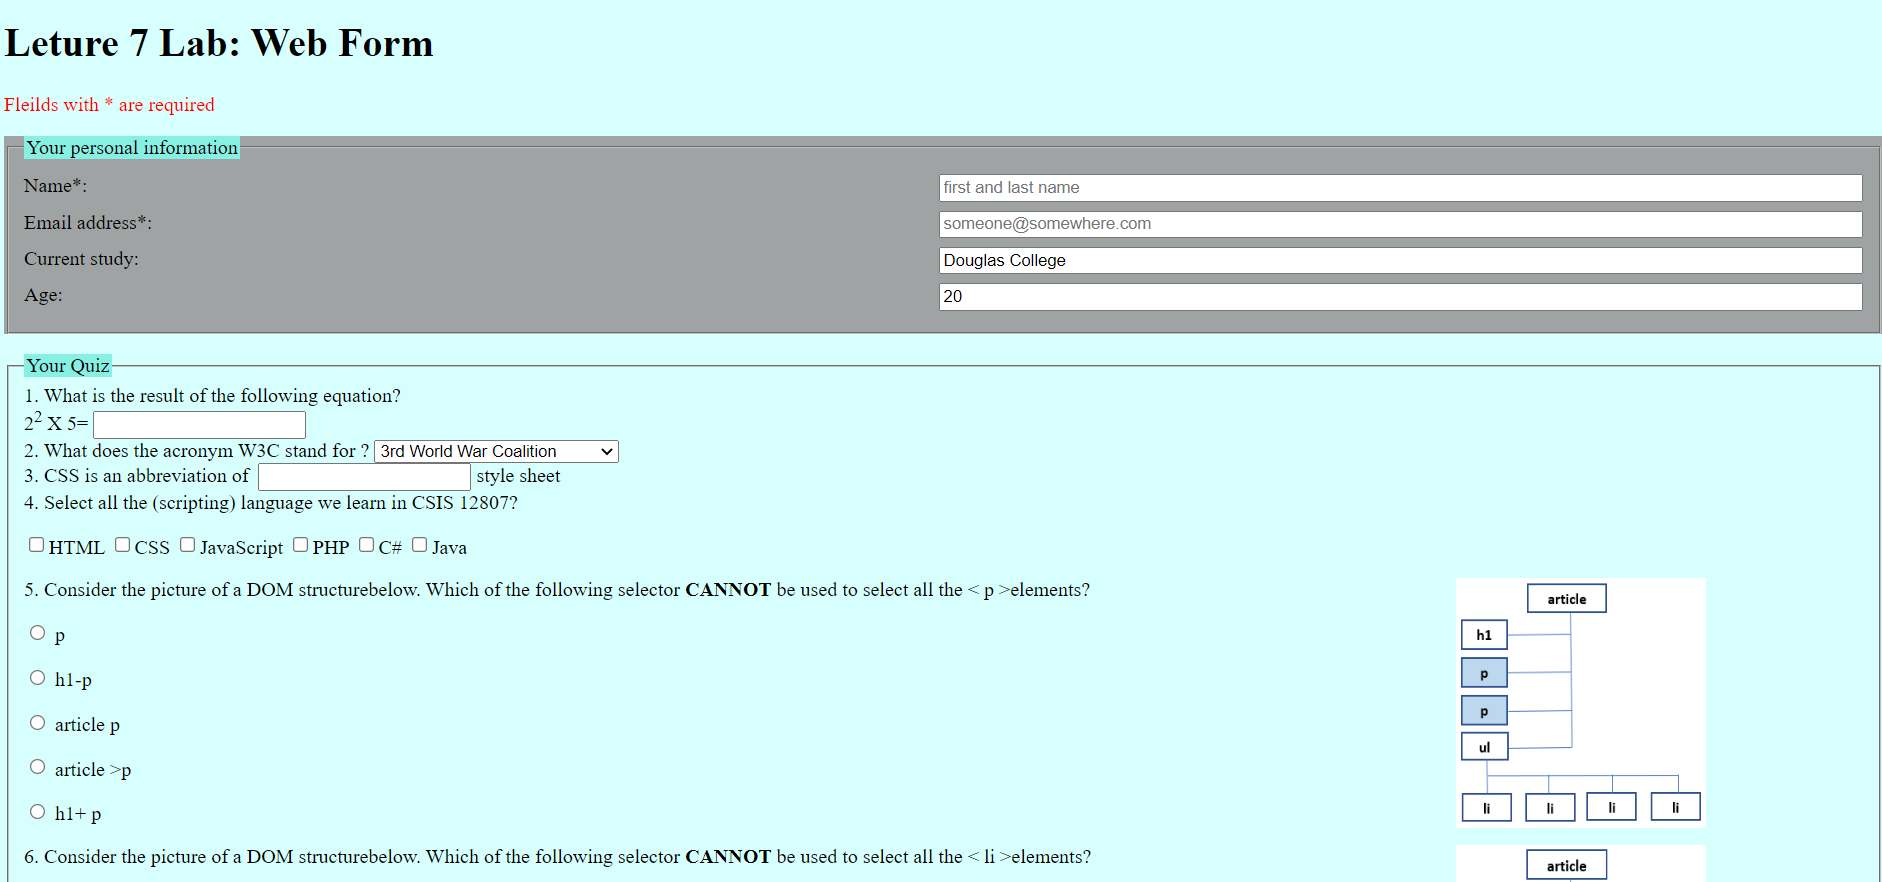 Leture 7 Lab: Web Form
Fleilds with * are required
Your personal information
Name*:
first and last name
Email address*:
someone@somewhere.com
Current study:
Douglas College
Age:
20
Your Quiz
1. What is the result of the following equation?
2² X 5=
2. What does the acronym W3C stand for ? 3rd World War Coalition
3. CSS is an abbreviation of style sheet
4. Select all the (scripting) language we learn in CSIS 12807?
HTML CSS JavaScript PHP C# Java
5. Consider the picture of a DOM structurebelow. Which of the following selector CANNOT be used to select all the < p >elements?
p
h1-p
article p
article >p
h1+ p
article
h1
p
p
ul
li li li li
6. Consider the picture of a DOM structurebelow. Which of the following selector CANNOT be used to select all the < li >elements?
article